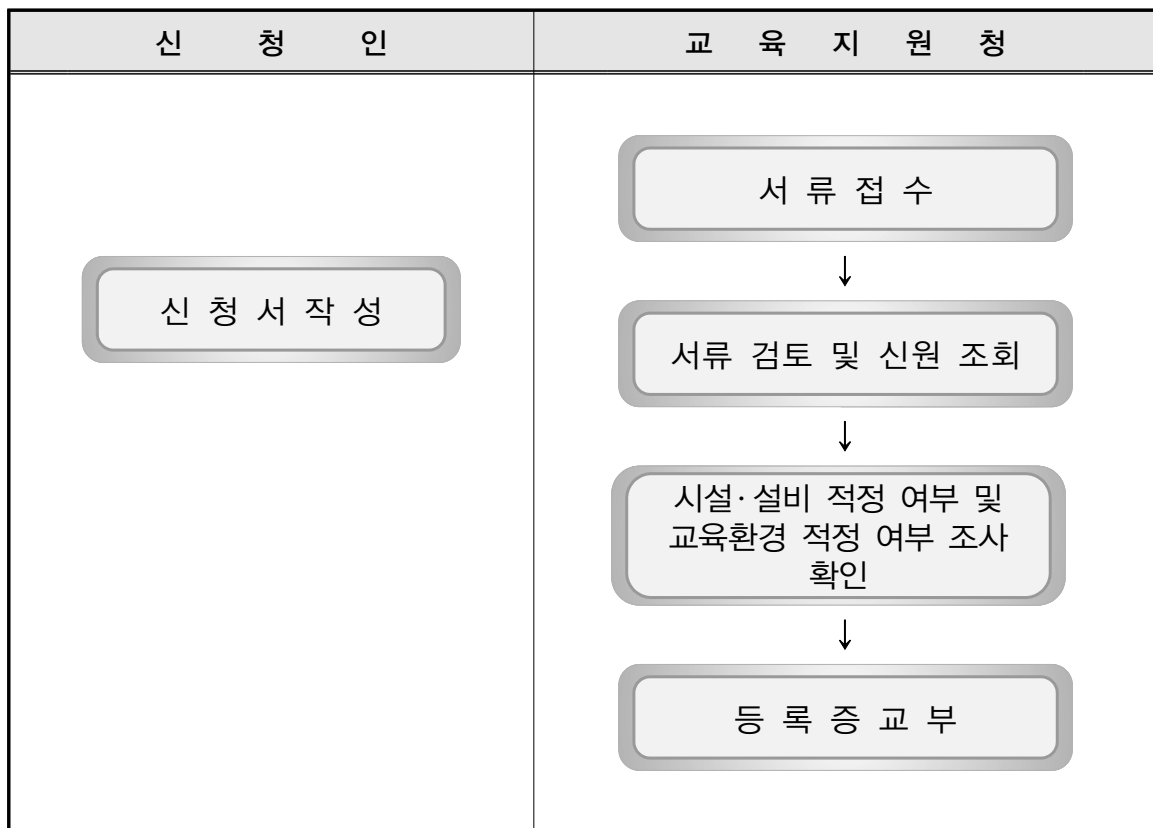 신 청 인
교 육 지 원 청
서 류 접 수
↓
신 청 서 작 성
서류 검토 및 신원 조회
↓
시설·설비 적정 여부 및
교육환경 적정 여부 조사
확인
↓
등 록 증 교 부